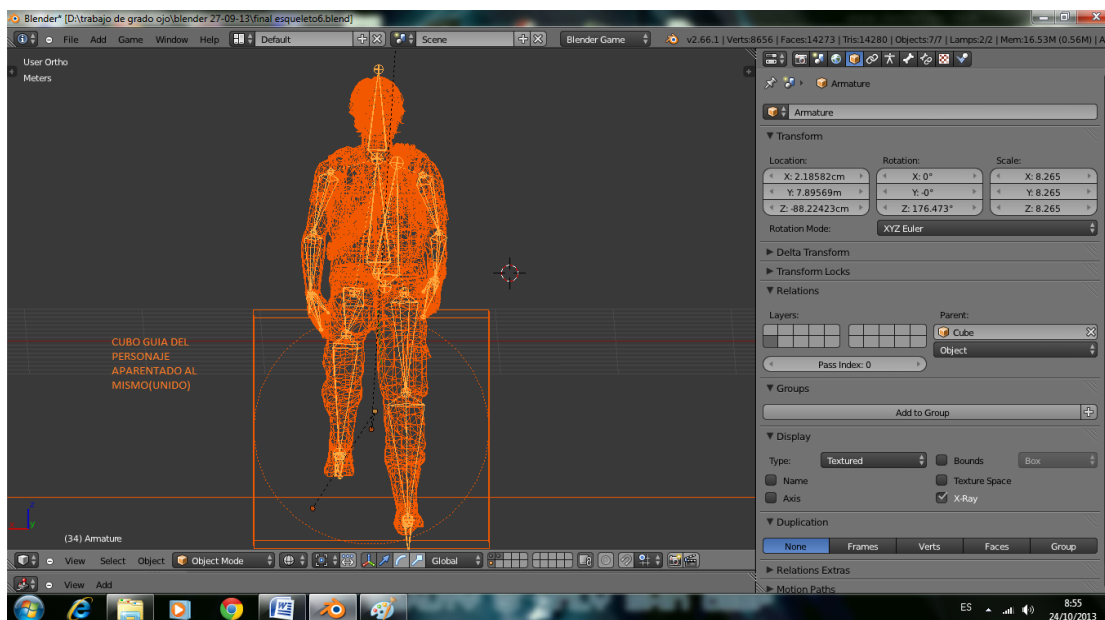 Blender* [D:\trabajo de grado ojo\blender 27-09-13\final esqueleto6.blend]
File Add Game Window Help Default Scene Blender Game v2.66.1 | Verts:8656 | Faces:14273 | Tris:14280 | Objects:7/7 | Lamps:2/2 | Mem:16.53M (0.56M) | A
User Ortho
Meters
CUBO GUIA DEL
PERSONAJE
APARENTADO AL
MISMO(UNIDO)
z
y
(34) Armature
View Select Object Object Mode Global
View Add
Armature
Armature
Transform
Location: Rotation: Scale:
X: 2.18582cm X: 0° X: 8.265
Y: 7.89569m Y: -0° Y: 8.265
Z: -88.22423cm Z: 176.473° Z: 8.265
Rotation Mode: XYZ Euler
Delta Transform
Transform Locks
Relations
Layers: Parent:
Cube
Object
Pass Index: 0
Groups
Add to Group
Display
Type: Textured Bounds Box
Name Texture Space
Axis X-Ray
Duplication
None Frames Verts Faces Group
Relations Extras
Motion Paths
ES 8:55
24/10/2013